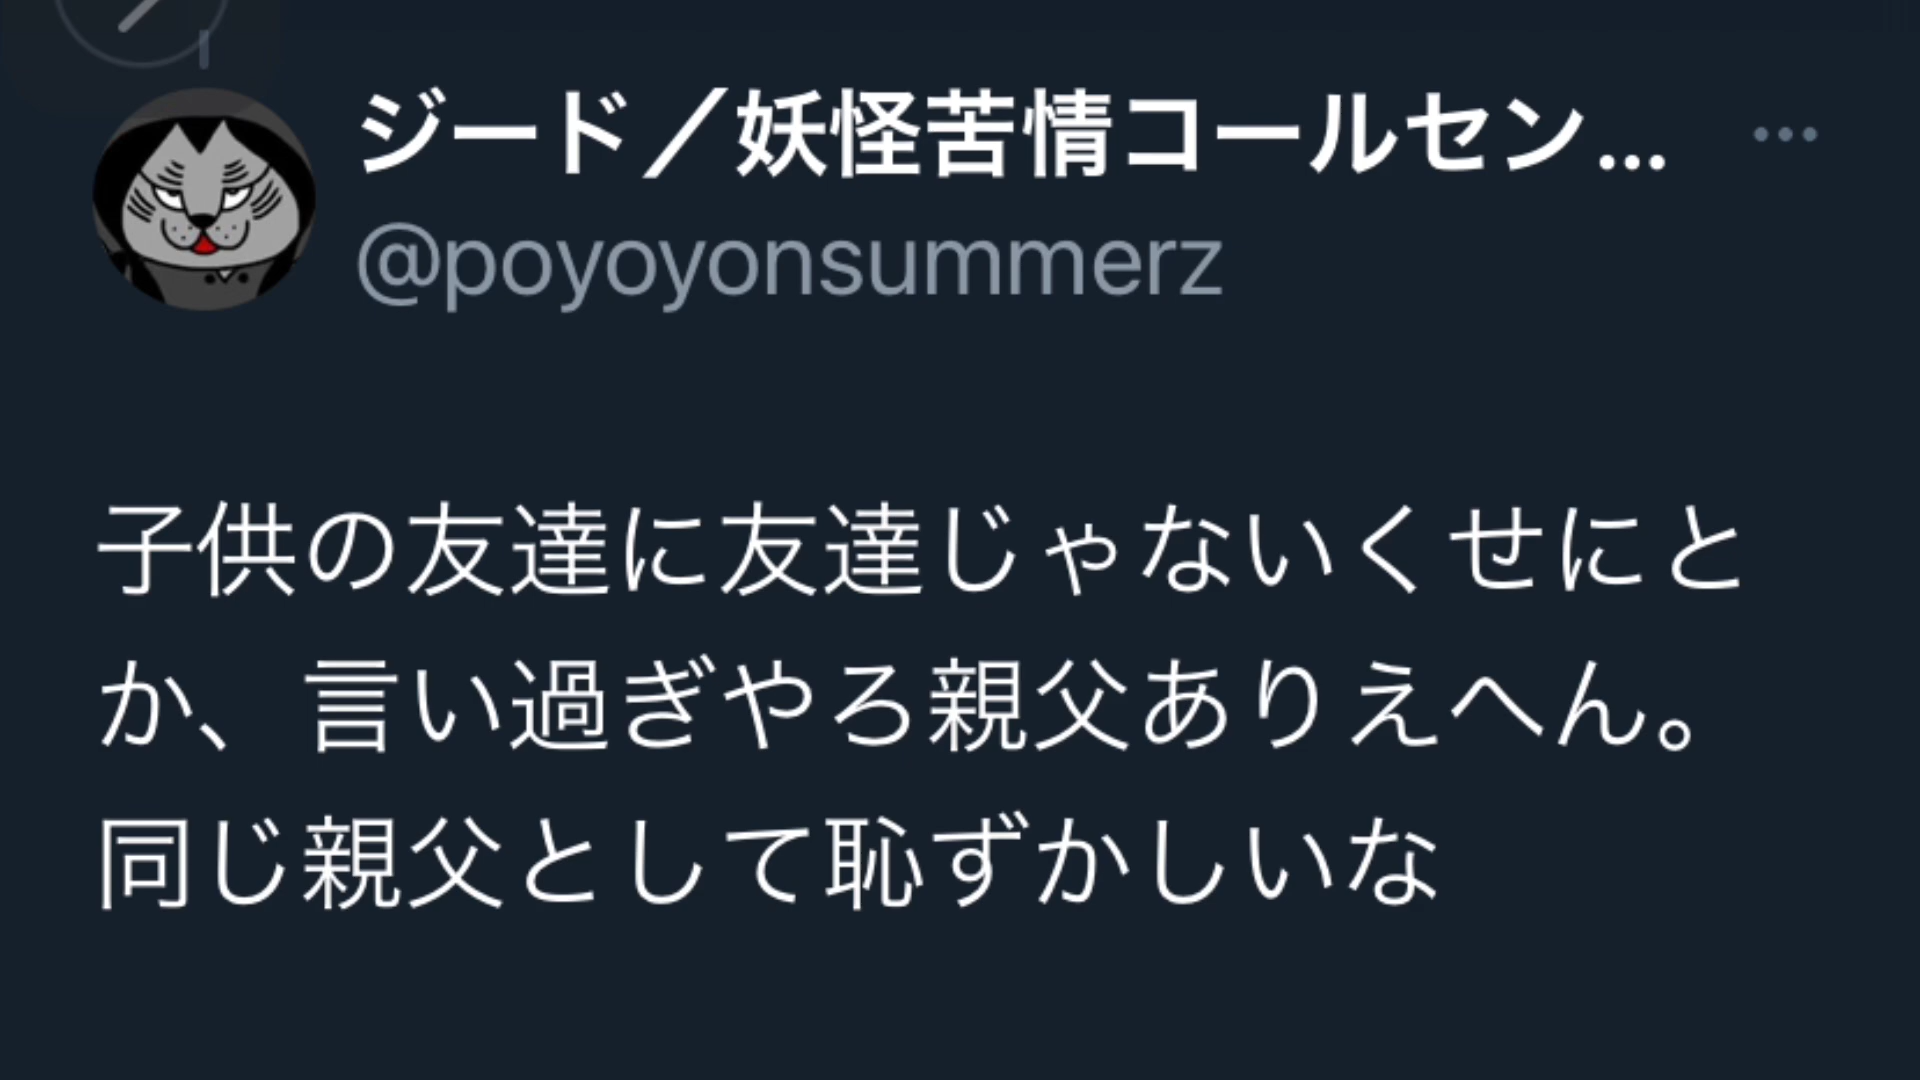 ジード／妖怪苦情コールセン...
@poyoyonsummerz
子供の友達に友達じゃないくせにと
か、言い過ぎやろ親父ありえへん。
同じ親父として恥ずかしいな